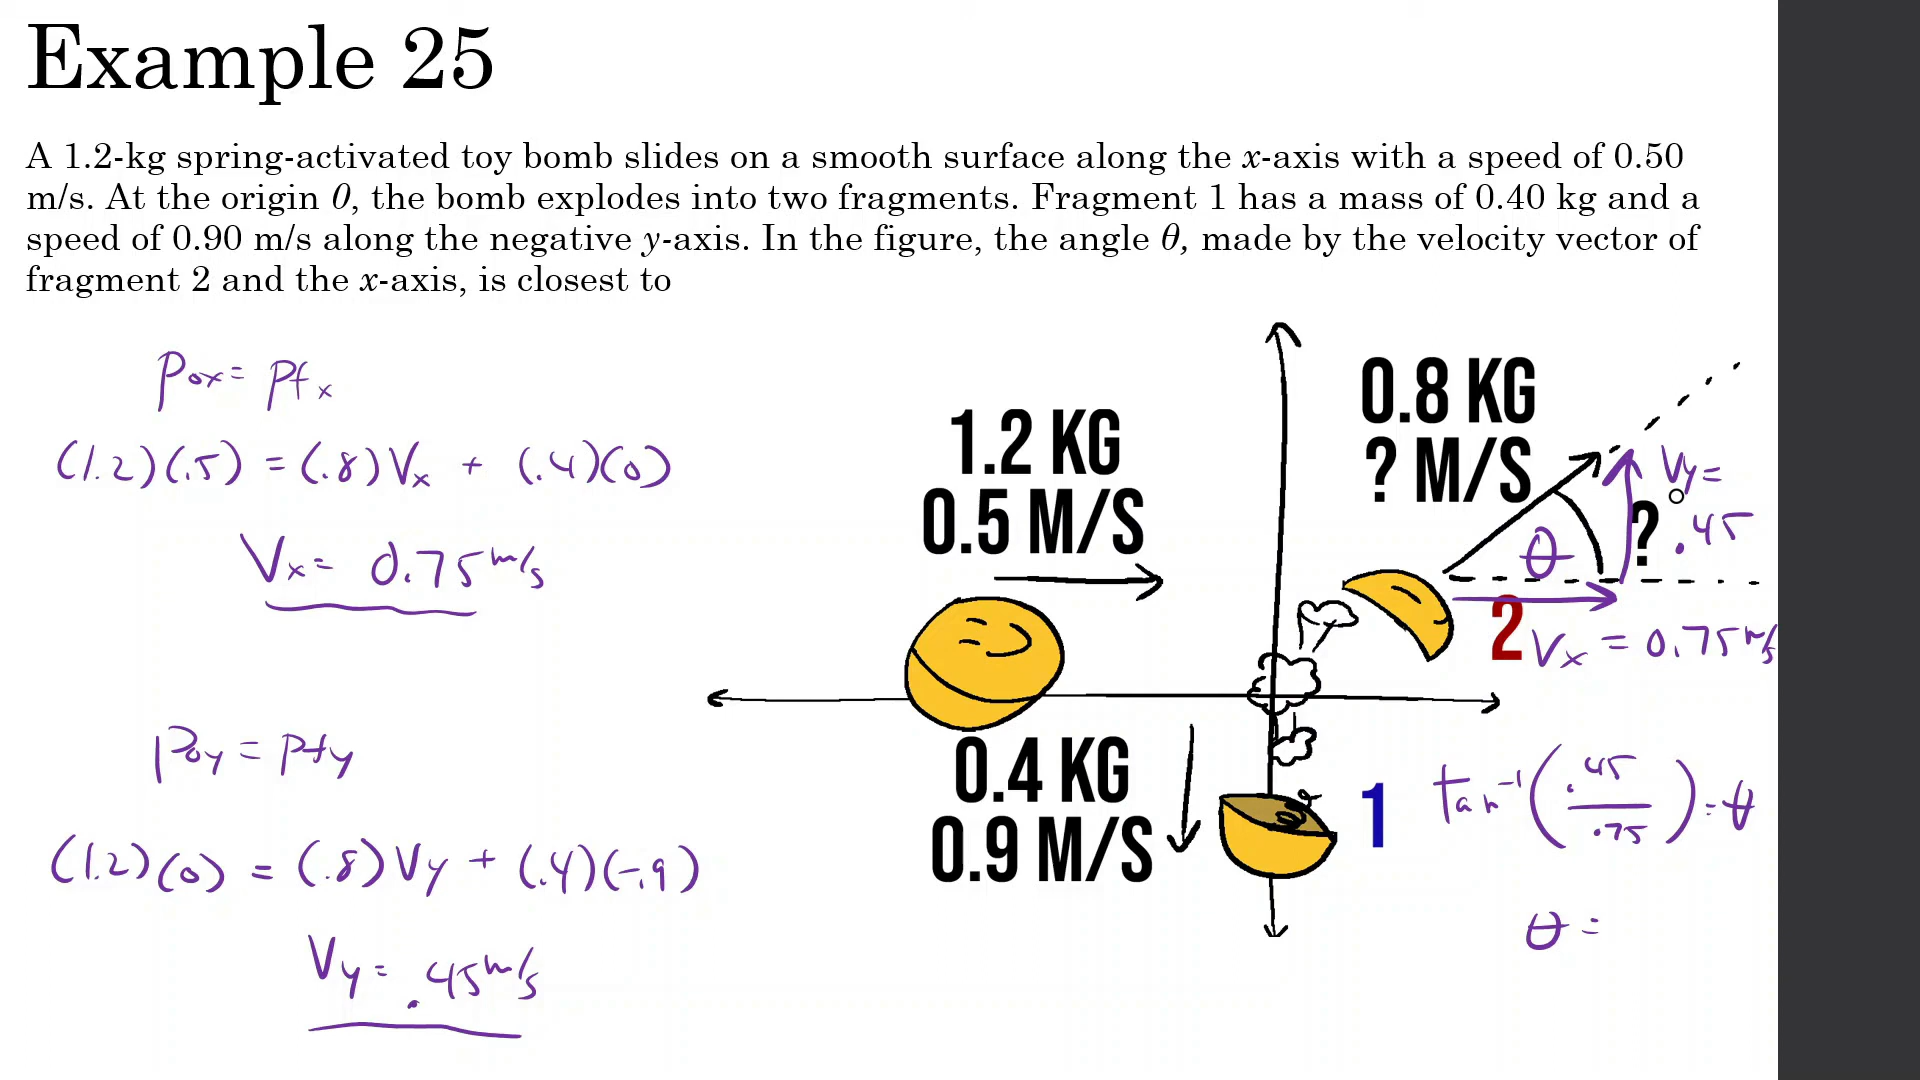 Example 25
A 1.2-kg spring-activated toy bomb slides on a smooth surface along the x-axis with a speed of 0.50
m/s. At the origin 0, the bomb explodes into two fragments. Fragment 1 has a mass of 0.40 kg and a
speed of 0.90 m/s along the negative y-axis. In the figure, the angle θ, made by the velocity vector of
fragment 2 and the x-axis, is closest to
Pox = Pfx
(1.2)(.5) = (.8)Vx + (.4)(0)
Vx = 0.75 m/s
Poy = Pfy
(1.2)(0) = (.8)Vy + (.4)(-.9)
Vy = .45 m/s
1.2 KG
0.5 M/S
0.8 KG
? M/S
θ
?
Vy =
.45
2
Vx = 0.75 m/s
0.4 KG
0.9 M/S
1
tan⁻¹(.45/.75) = θ
θ =